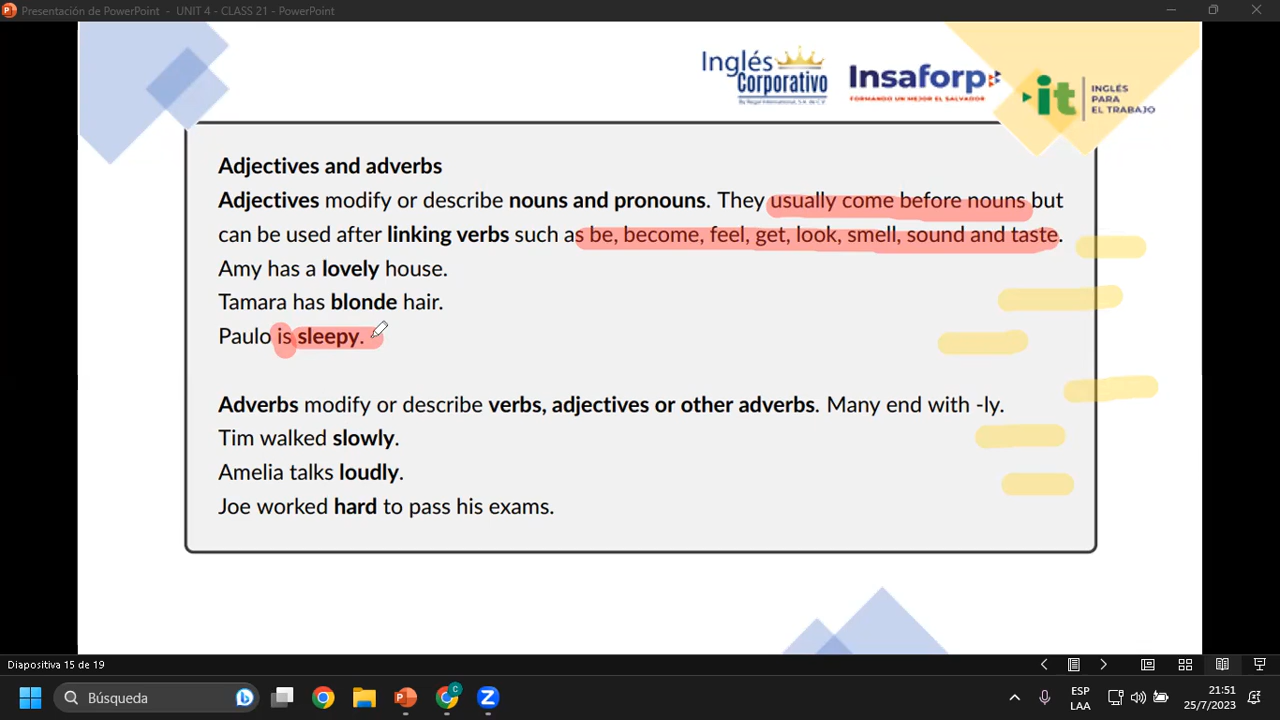 Presentación de PowerPoint - UNIT 4 - CLASS 21 - PowerPoint
Inglés
Corporativo
Insaforp
FORMANDO UN MEJOR EL SALVADOR
it
INGLÉS
PARA
EL TRABAJO
Adjectives and adverbs
Adjectives modify or describe nouns and pronouns. They usually come before nouns but
can be used after linking verbs such as be, become, feel, get, look, smell, sound and taste.
Amy has a lovely house.
Tamara has blonde hair.
Paulo is sleepy.
Adverbs modify or describe verbs, adjectives or other adverbs. Many end with -ly.
Tim walked slowly.
Amelia talks loudly.
Joe worked hard to pass his exams.
Diapositiva 15 de 19
Búsqueda
ESP
LAA
21:51
25/7/2023